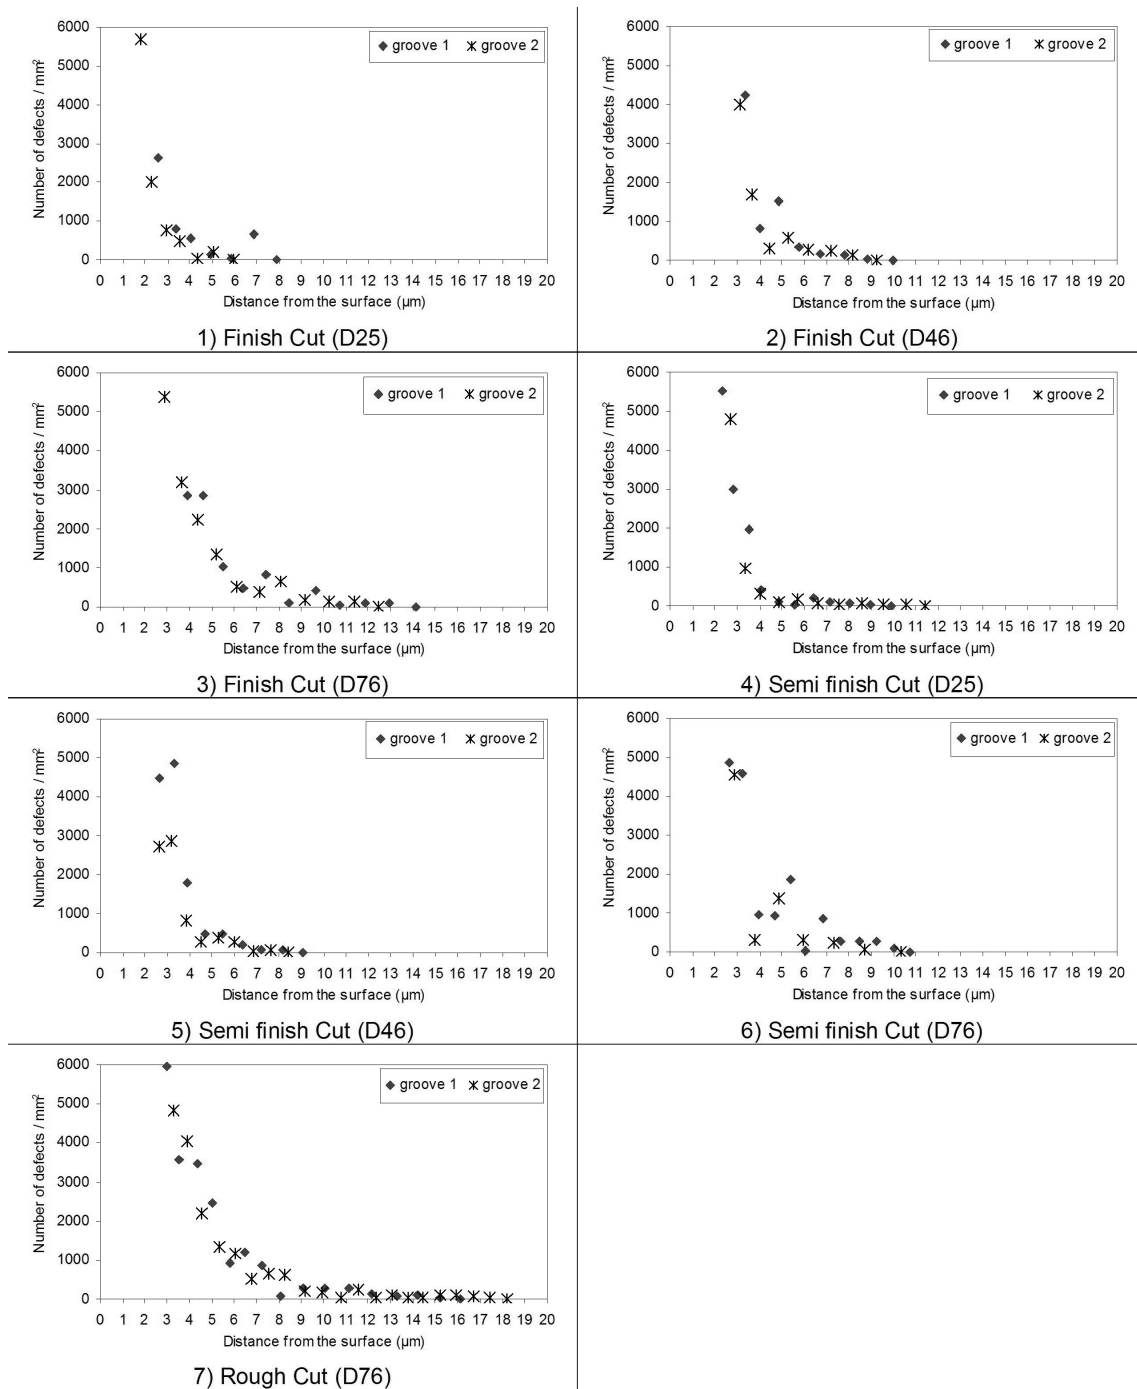 6000
5000
4000
3000
2000
1000
0
Number of defects / mm²
groove 1 groove 2
0 1 2 3 4 5 6 7 8 9 10 11 12 13 14 15 16 17 18 19 20
Distance from the surface (µm)
1) Finish Cut (D25)
6000
5000
4000
3000
2000
1000
0
Number of defects / mm²
groove 1 groove 2
0 1 2 3 4 5 6 7 8 9 10 11 12 13 14 15 16 17 18 19 20
Distance from the surface (µm)
2) Finish Cut (D46)
6000
5000
4000
3000
2000
1000
0
Number of defects / mm²
groove 1 groove 2
0 1 2 3 4 5 6 7 8 9 10 11 12 13 14 15 16 17 18 19 20
Distance from the surface (µm)
3) Finish Cut (D76)
6000
5000
4000
3000
2000
1000
0
Number of defects / mm²
groove 1 groove 2
0 1 2 3 4 5 6 7 8 9 10 11 12 13 14 15 16 17 18 19 20
Distance from the surface (µm)
4) Semi finish Cut (D25)
6000
5000
4000
3000
2000
1000
0
Number of defects / mm²
groove 1 groove 2
0 1 2 3 4 5 6 7 8 9 10 11 12 13 14 15 16 17 18 19 20
Distance from the surface (µm)
5) Semi finish Cut (D46)
6000
5000
4000
3000
2000
1000
0
Number of defects / mm²
groove 1 groove 2
0 1 2 3 4 5 6 7 8 9 10 11 12 13 14 15 16 17 18 19 20
Distance from the surface (µm)
6) Semi finish Cut (D76)
6000
5000
4000
3000
2000
1000
0
Number of defects / mm²
groove 1 groove 2
0 1 2 3 4 5 6 7 8 9 10 11 12 13 14 15 16 17 18 19 20
Distance from the surface (µm)
7) Rough Cut (D76)